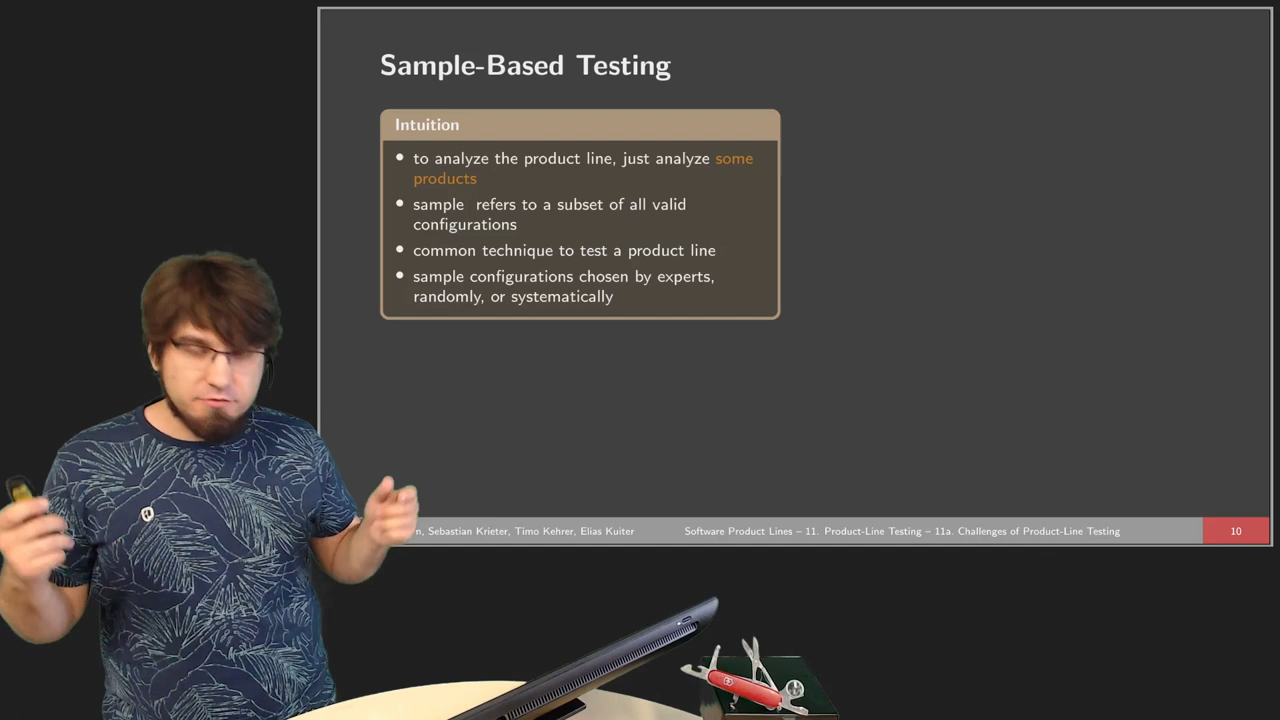 Sample-Based Testing
Intuition
• to analyze the product line, just analyze some
products
• sample refers to a subset of all valid
configurations
• common technique to test a product line
• sample configurations chosen by experts,
randomly, or systematically
Sebastian Krieter, Timo Kehrer, Elias Kuiter
Software Product Lines – 11. Product-Line Testing – 11a. Challenges of Product-Line Testing
10